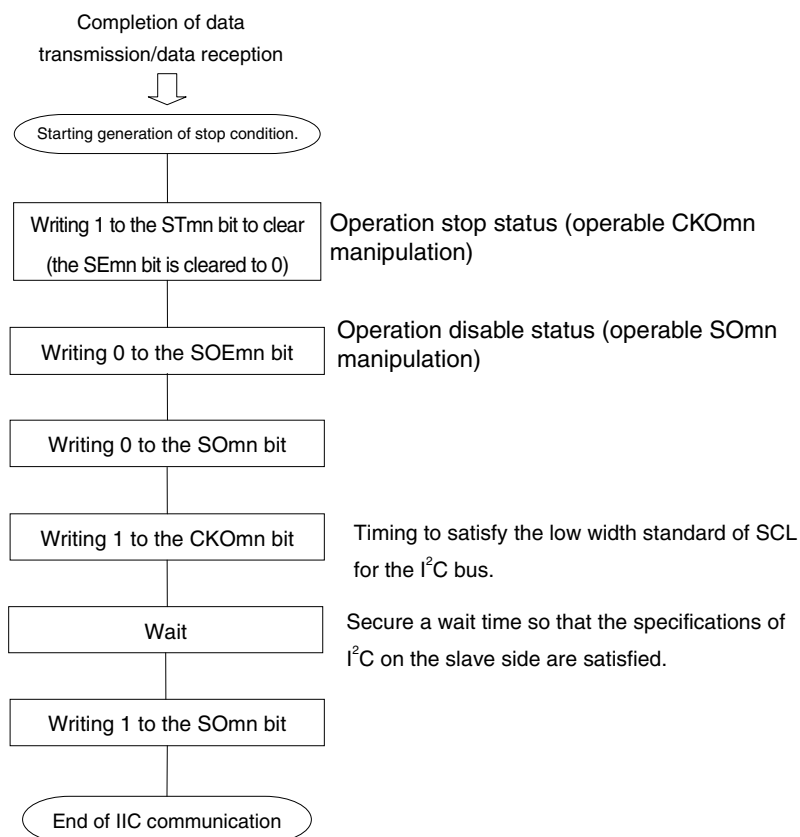 Completion of data
transmission/data reception
Starting generation of stop condition.
Writing 1 to the STmn bit to clear
(the SEmn bit is cleared to 0)
Operation stop status (operable CKOmn
manipulation)
Writing 0 to the SOEmn bit
Operation disable status (operable SOmn
manipulation)
Writing 0 to the SOmn bit
Writing 1 to the CKOmn bit
Timing to satisfy the low width standard of SCL
for the I²C bus.
Wait
Secure a wait time so that the specifications of
I²C on the slave side are satisfied.
Writing 1 to the SOmn bit
End of IIC communication